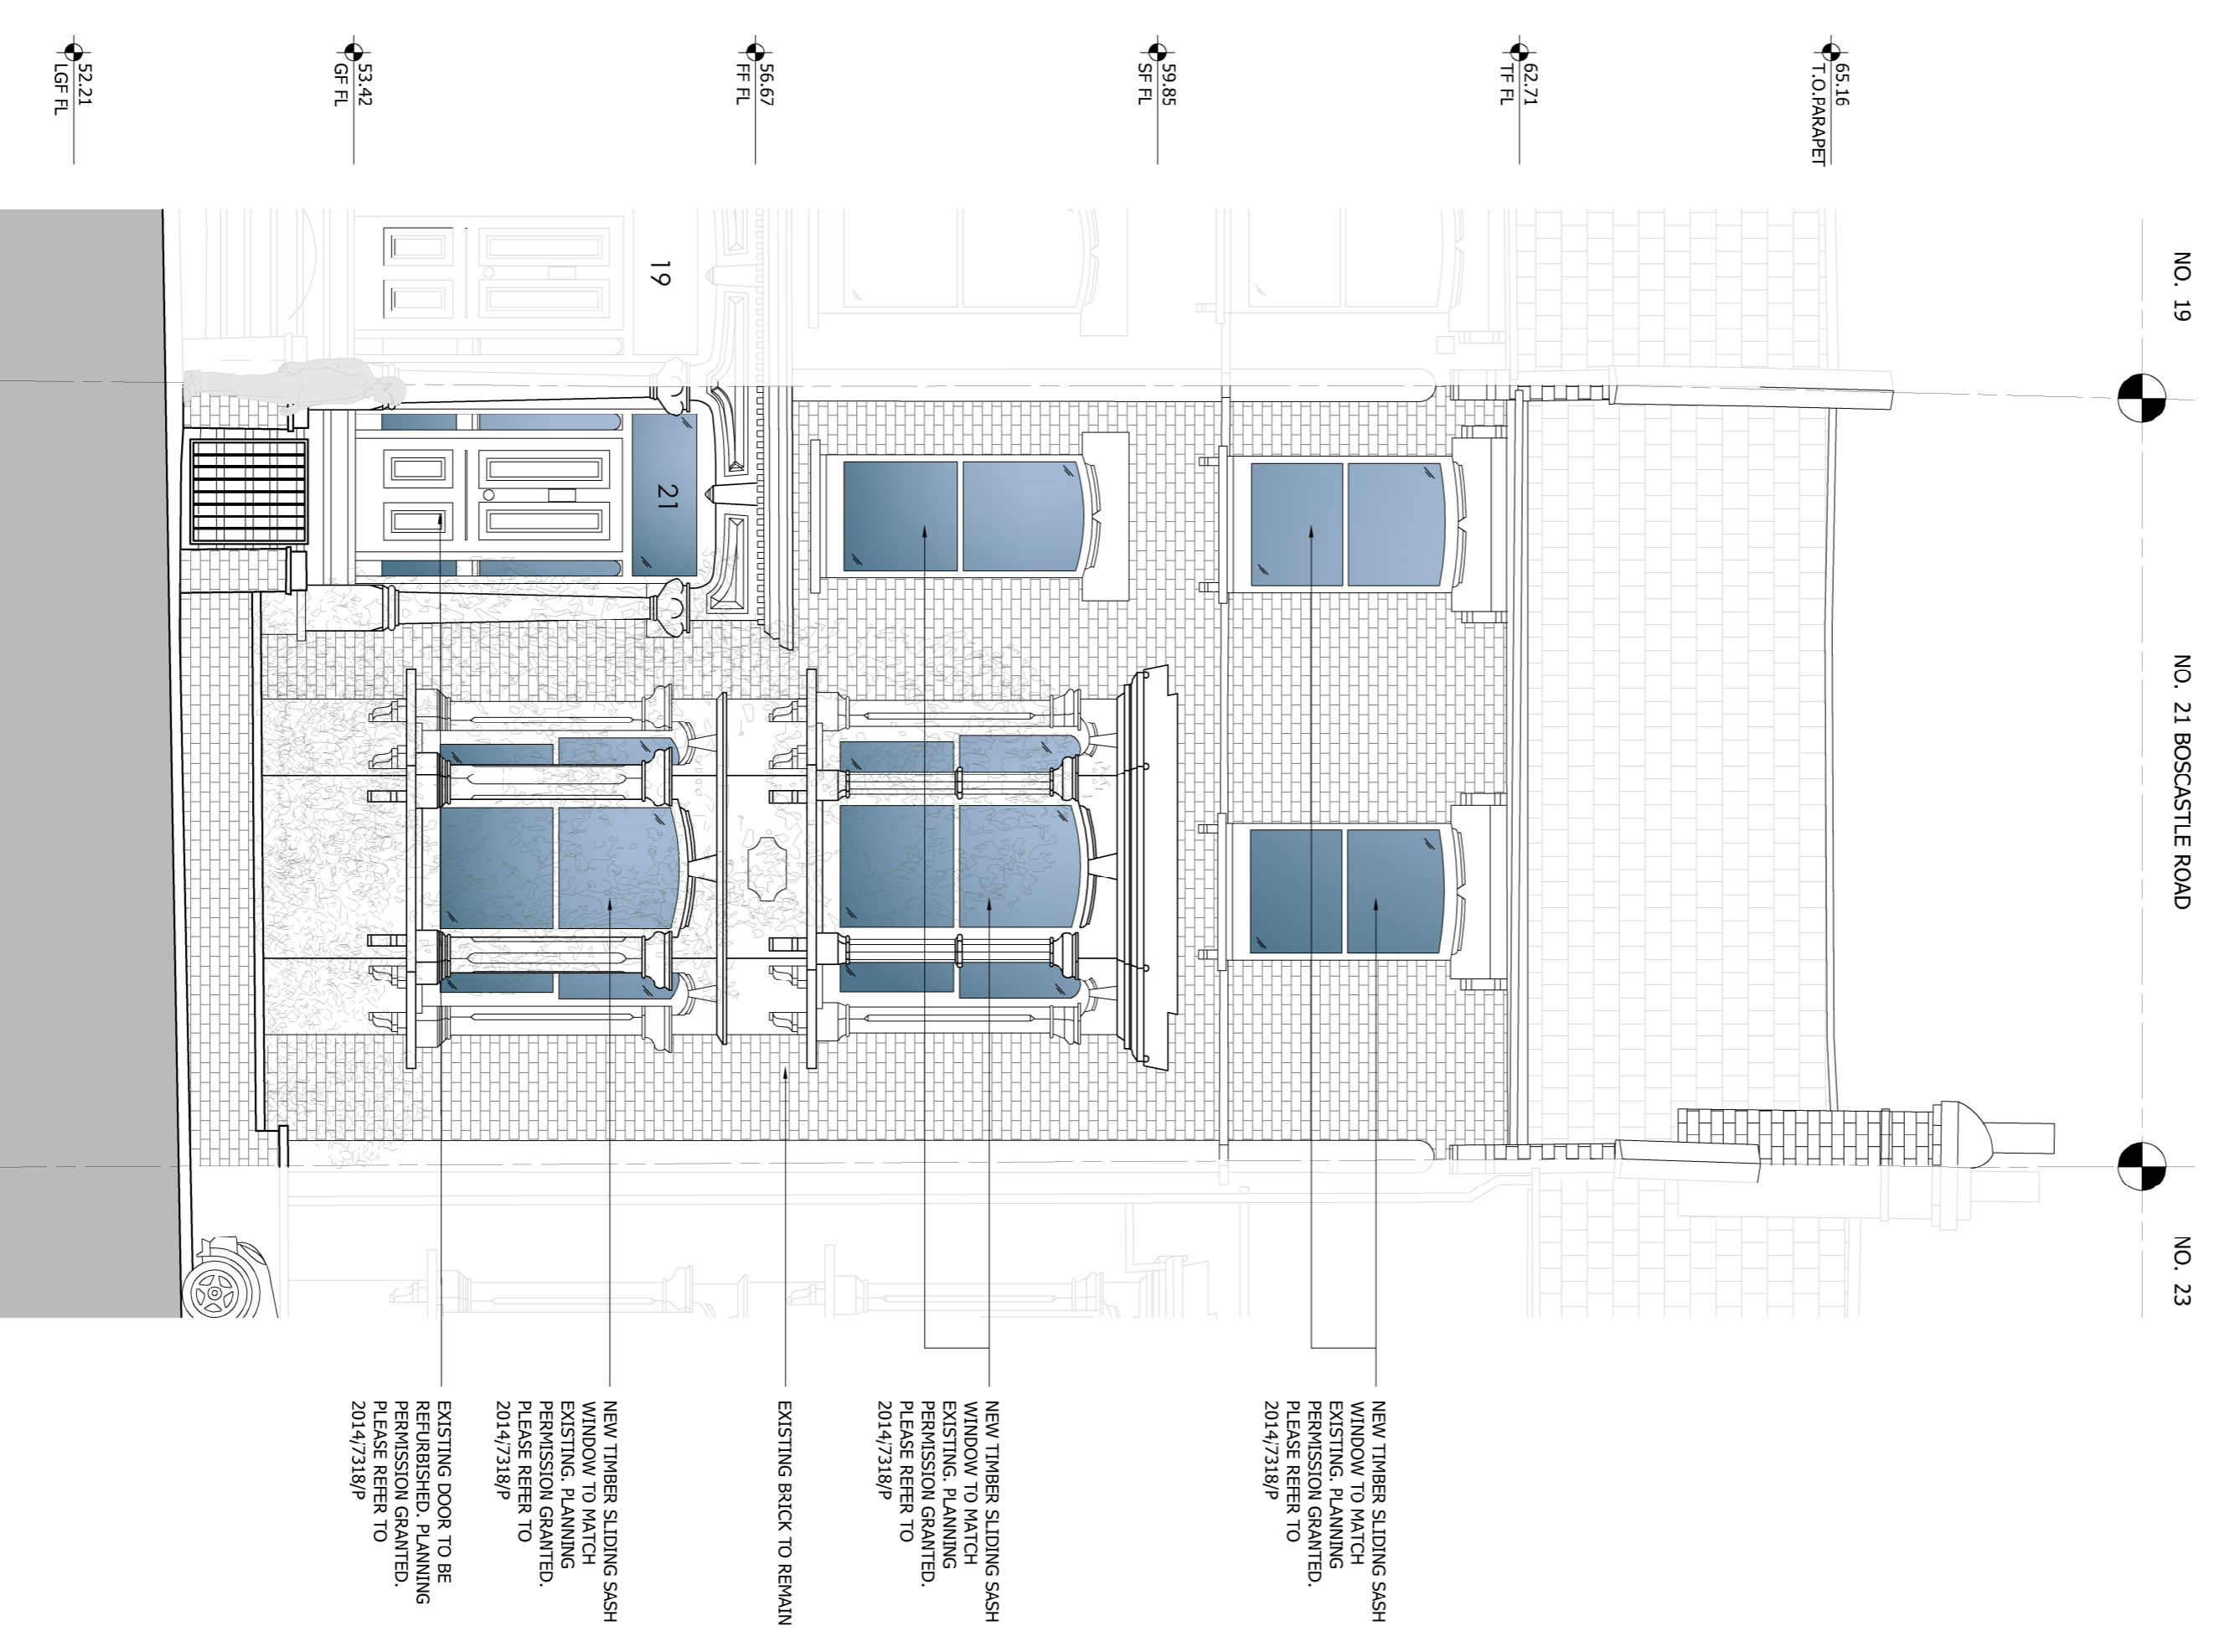 NO. 19
NO. 21 BOSCASTLE ROAD
NO. 23
65.16
T.O.PARAPET
62.71
TF FL
59.85
SF FL
56.67
FF FL
53.42
GF FL
52.21
LGF FL
19
21
NEW TIMBER SLIDING SASH
WINDOW TO MATCH
EXISTING. PLANNING
PERMISSION GRANTED.
PLEASE REFER TO
2014/7318/P
NEW TIMBER SLIDING SASH
WINDOW TO MATCH
EXISTING. PLANNING
PERMISSION GRANTED.
PLEASE REFER TO
2014/7318/P
EXISTING BRICK TO REMAIN
NEW TIMBER SLIDING SASH
WINDOW TO MATCH
EXISTING. PLANNING
PERMISSION GRANTED.
PLEASE REFER TO
2014/7318/P
EXISTING DOOR TO BE
REFURBISHED. PLANNING
PERMISSION GRANTED.
PLEASE REFER TO
2014/7318/P